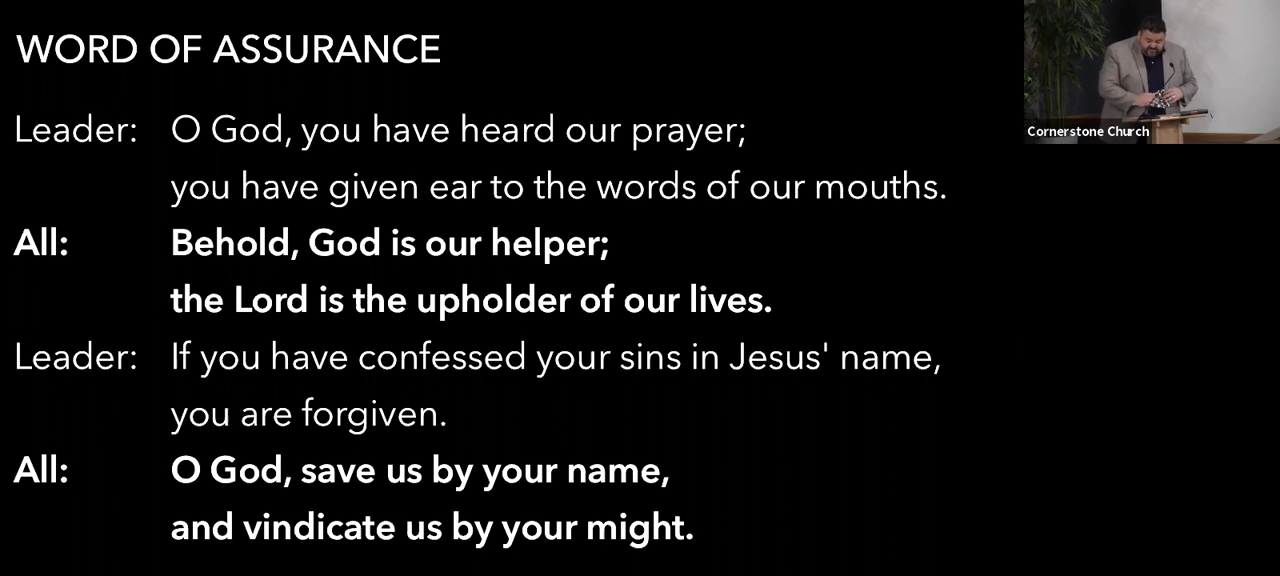 WORD OF ASSURANCE
Leader: O God, you have heard our prayer;
you have given ear to the words of our mouths.
All: Behold, God is our helper;
the Lord is the upholder of our lives.
Leader: If you have confessed your sins in Jesus' name,
you are forgiven.
All: O God, save us by your name,
and vindicate us by your might.
Cornerstone Church